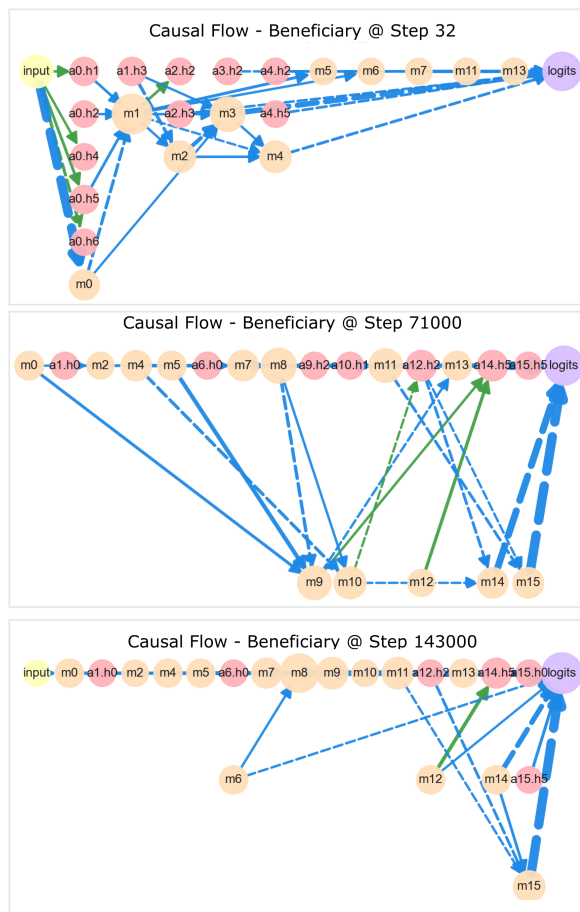 Causal Flow - Beneficiary @ Step 32
input a0.h1 a1.h3 a2.h2 a3.h2 a4.h2 m5 m6 m7 m11 m13 logits
a0.h2 m1 a2.h3 m3 a4.h5
a0.h4 m2 m4
a0.h5
a0.h6
m0
Causal Flow - Beneficiary @ Step 71000
m0 a1.h0 m2 m4 m5 a6.h0 m7 m8 a9.h2 a10.h1 m11 a12.h2 m13 a14.h5 a15.h5 logits
m9 m10 m12 m14 m15
Causal Flow - Beneficiary @ Step 143000
input m0 a1.h0 m2 m4 m5 a6.h0 m7 m8 m9 m10 m11 a12.h2 m13 a14.h5 a15.h0 logits
m6 m12 m14 a15.h5
m15